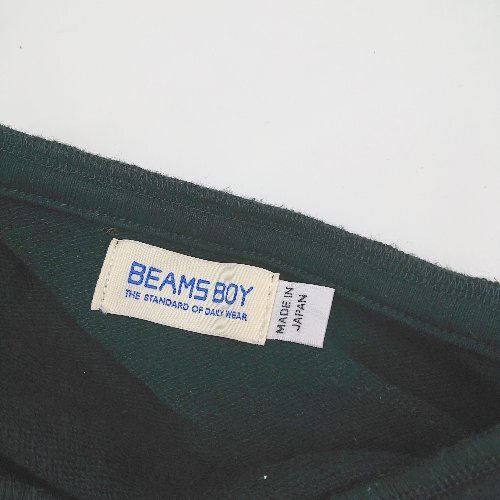 BEAMS BOY
THE STANDARD OF DAILY WEAR
MADE IN
JAPAN